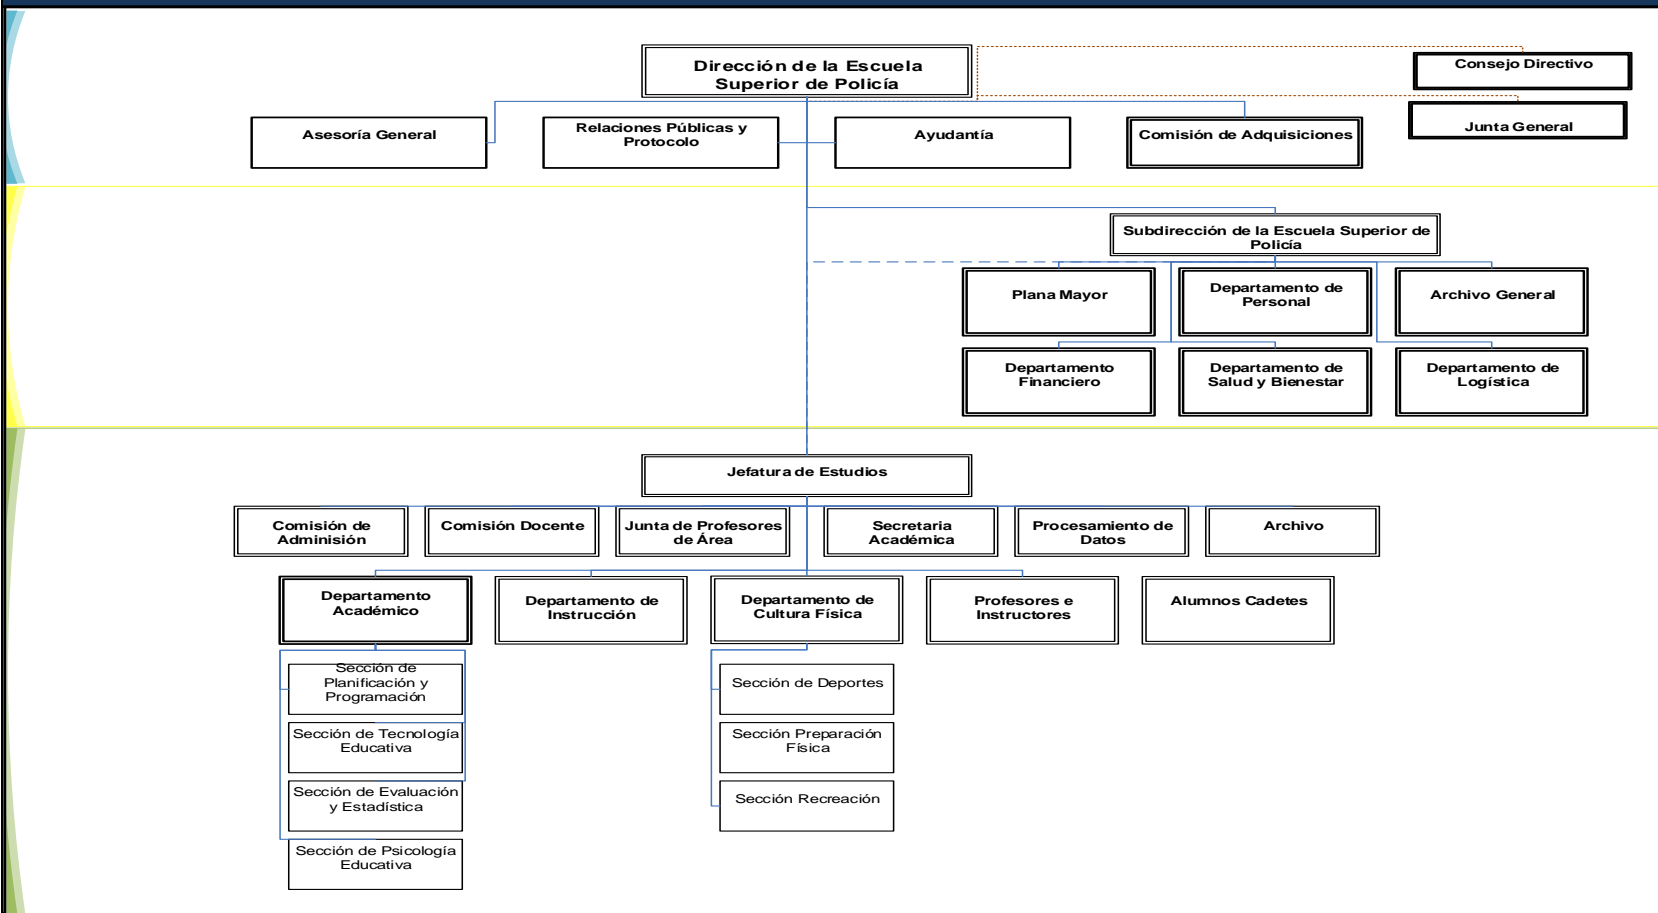 Dirección de la Escuela
Superior de Policía
Consejo Directivo
Junta General
Asesoría General
Relaciones Públicas y
Protocolo
Ayudantía
Comisión de Adquisiciones
Subdirección de la Escuela Superior de
Policía
Plana Mayor
Departamento de
Personal
Archivo General
Departamento
Financiero
Departamento de
Salud y Bienestar
Departamento de
Logística
Jefatura de Estudios
Comisión de
Adminisión
Comisión Docente
Junta de Profesores
de Área
Secretaria
Académica
Procesamiento de
Datos
Archivo
Departamento
Académico
Departamento de
Instrucción
Departamento de
Cultura Física
Profesores e
Instructores
Alumnos Cadetes
Sección de
Planificación y
Programación
Sección de Tecnología
Educativa
Sección de Evaluación
y Estadística
Sección de Psicología
Educativa
Sección de Deportes
Sección Preparación
Física
Sección Recreación